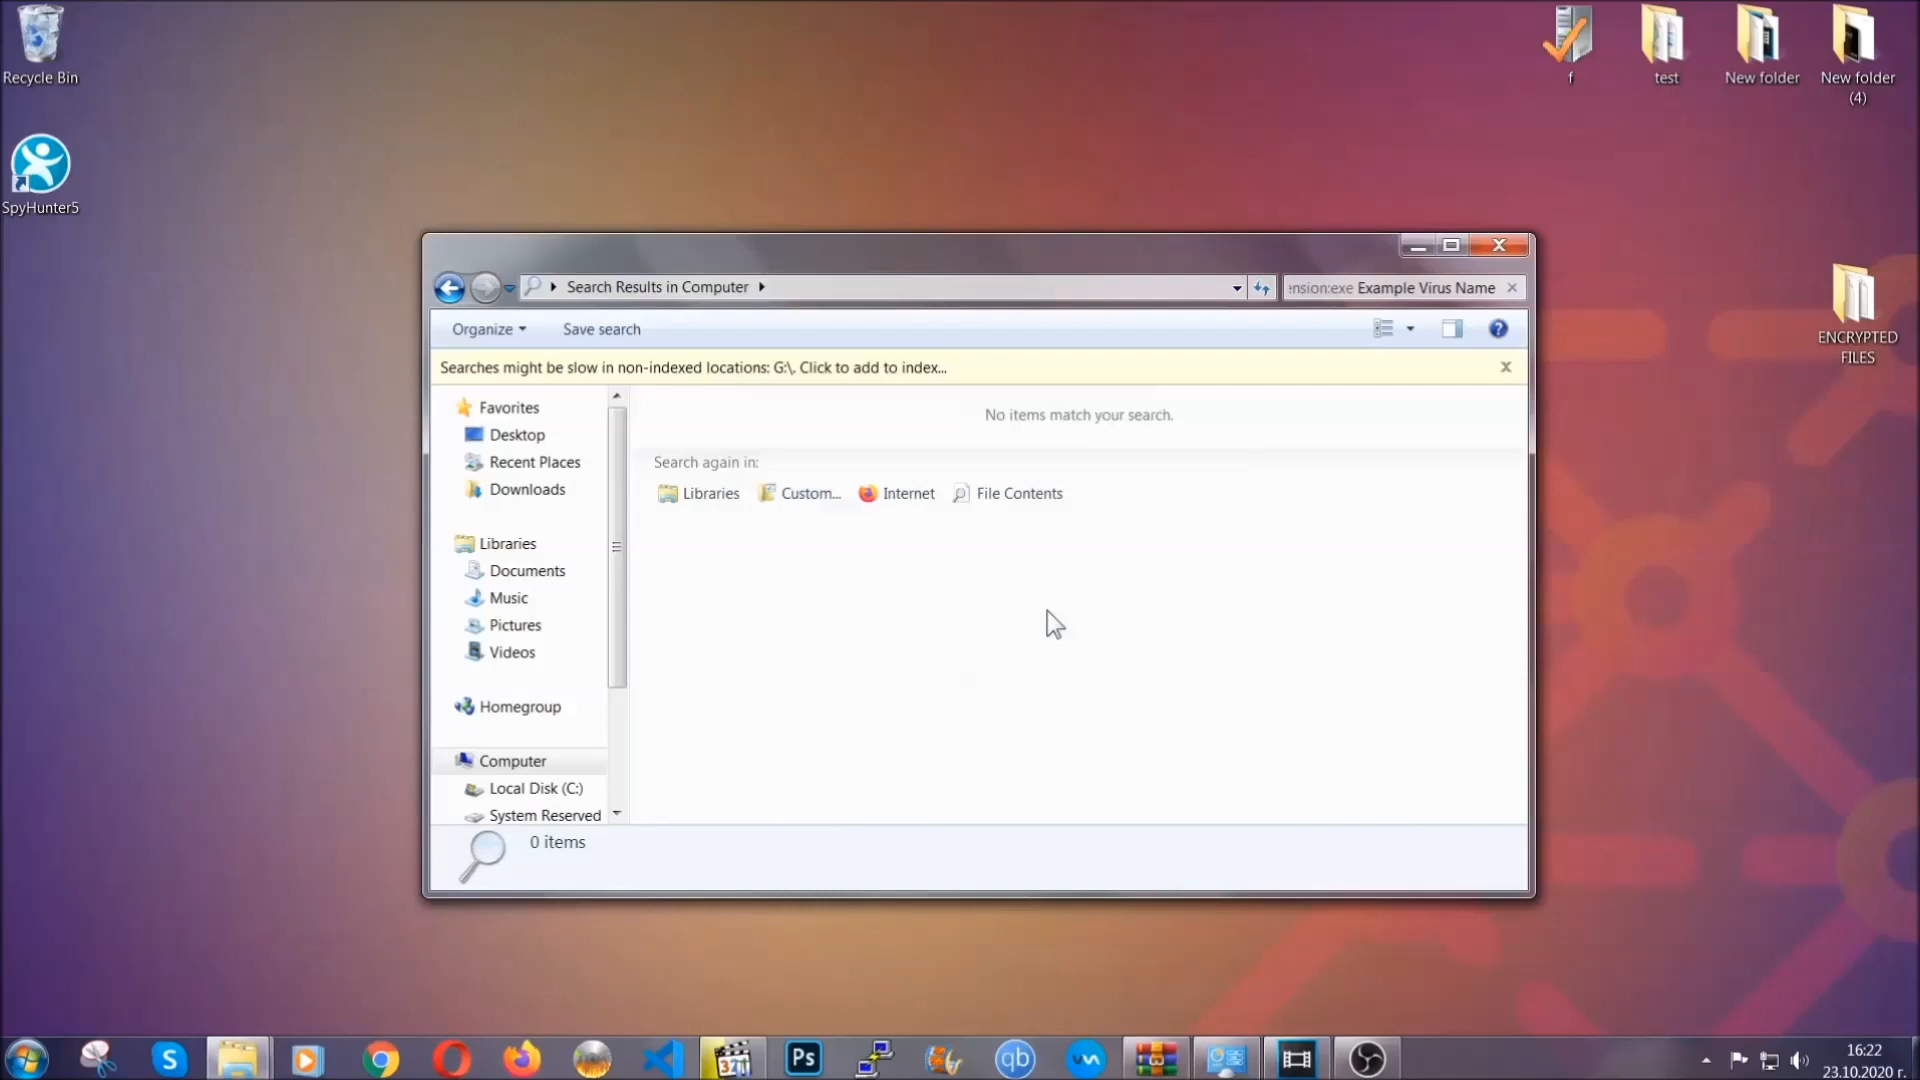 Recycle Bin
SpyHunter5
f
test
New folder
New folder
(4)
ENCRYPTED
FILES
Search Results in Computer
ension:exe Example Virus Name
Organize
Save search
Searches might be slow in non-indexed locations: G:\. Click to add to index...
Favorites
Desktop
Recent Places
Downloads
Libraries
Documents
Music
Pictures
Videos
Homegroup
Computer
Local Disk (C:)
System Reserved
No items match your search.
Search again in:
Libraries
Custom...
Internet
File Contents
0 items
S
321
Ps
qb
16:22
23.10.2020 г.